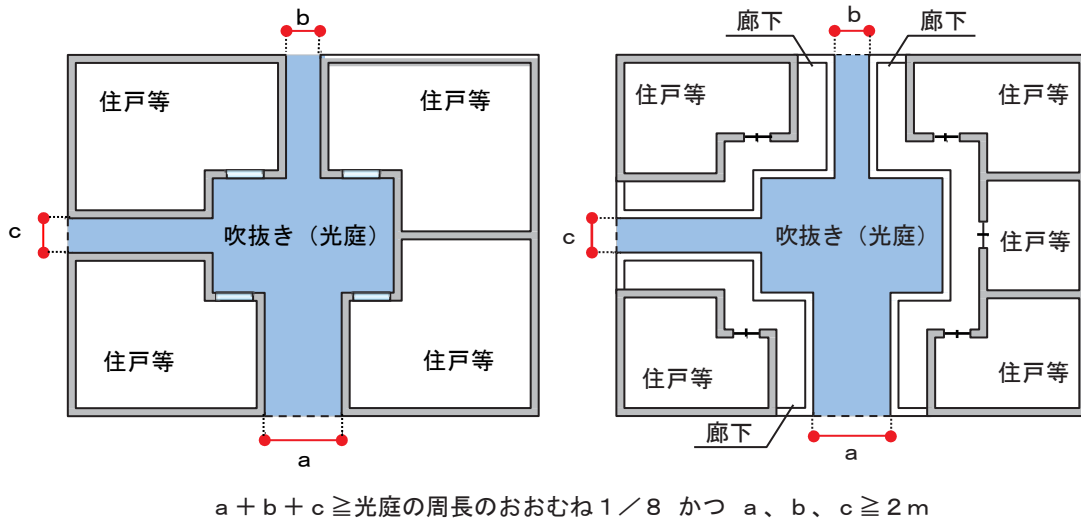 b
住戸等
住戸等
c
吹抜き（光庭）
住戸等
住戸等
a
廊下
b
廊下
住戸等
住戸等
c
吹抜き（光庭）
住戸等
住戸等
住戸等
廊下
a
a＋b＋c≧光庭の周長のおおむね１／８ かつ a、b、c≧２m